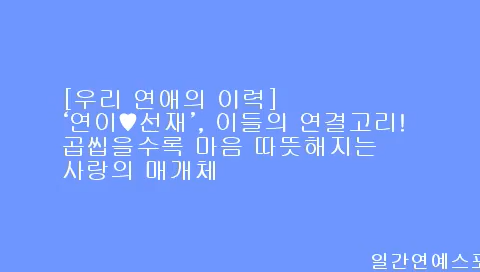 [우리 연애의 이력]
‘연이♥선재’, 이들의 연결고리!
곱씹을수록 마음 따뜻해지는
사랑의 매개체
일간연예스포